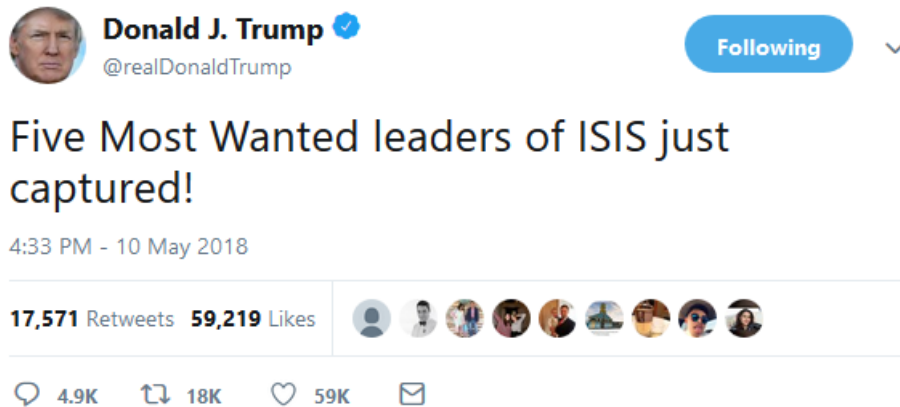 Donald J. Trump
@realDonaldTrump
Following
Five Most Wanted leaders of ISIS just
captured!
4:33 PM - 10 May 2018
17,571 Retweets 59,219 Likes
4.9K 18K 59K